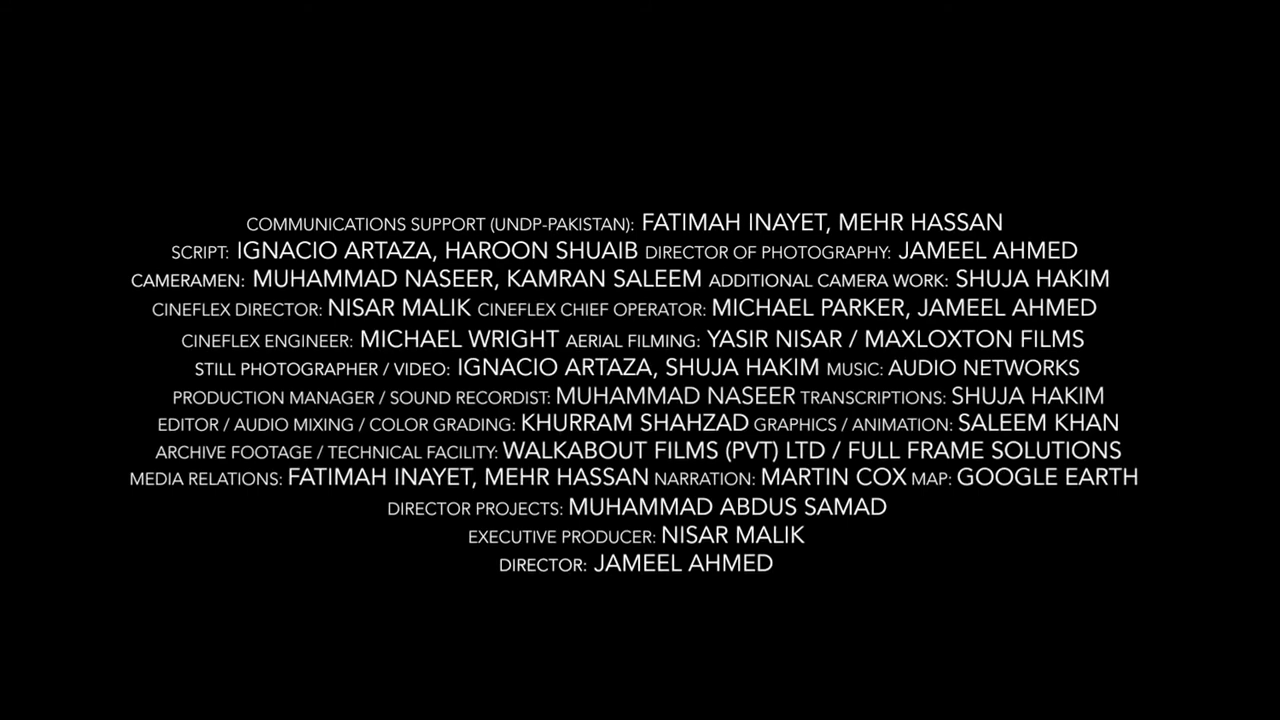 COMMUNICATIONS SUPPORT (UNDP-PAKISTAN): FATIMAH INAYET, MEHR HASSAN
SCRIPT: IGNACIO ARTAZA, HAROON SHUAIB DIRECTOR OF PHOTOGRAPHY: JAMEEL AHMED
CAMERAMEN: MUHAMMAD NASEER, KAMRAN SALEEM ADDITIONAL CAMERA WORK: SHUJA HAKIM
CINEFLEX DIRECTOR: NISAR MALIK CINEFLEX CHIEF OPERATOR: MICHAEL PARKER, JAMEEL AHMED
CINEFLEX ENGINEER: MICHAEL WRIGHT AERIAL FILMING: YASIR NISAR / MAXLOXTON FILMS
STILL PHOTOGRAPHER / VIDEO: IGNACIO ARTAZA, SHUJA HAKIM MUSIC: AUDIO NETWORKS
PRODUCTION MANAGER / SOUND RECORDIST: MUHAMMAD NASEER TRANSCRIPTIONS: SHUJA HAKIM
EDITOR / AUDIO MIXING / COLOR GRADING: KHURRAM SHAHZAD GRAPHICS / ANIMATION: SALEEM KHAN
ARCHIVE FOOTAGE / TECHNICAL FACILITY: WALKABOUT FILMS (PVT) LTD / FULL FRAME SOLUTIONS
MEDIA RELATIONS: FATIMAH INAYET, MEHR HASSAN NARRATION: MARTIN COX MAP: GOOGLE EARTH
DIRECTOR PROJECTS: MUHAMMAD ABDUS SAMAD
EXECUTIVE PRODUCER: NISAR MALIK
DIRECTOR: JAMEEL AHMED